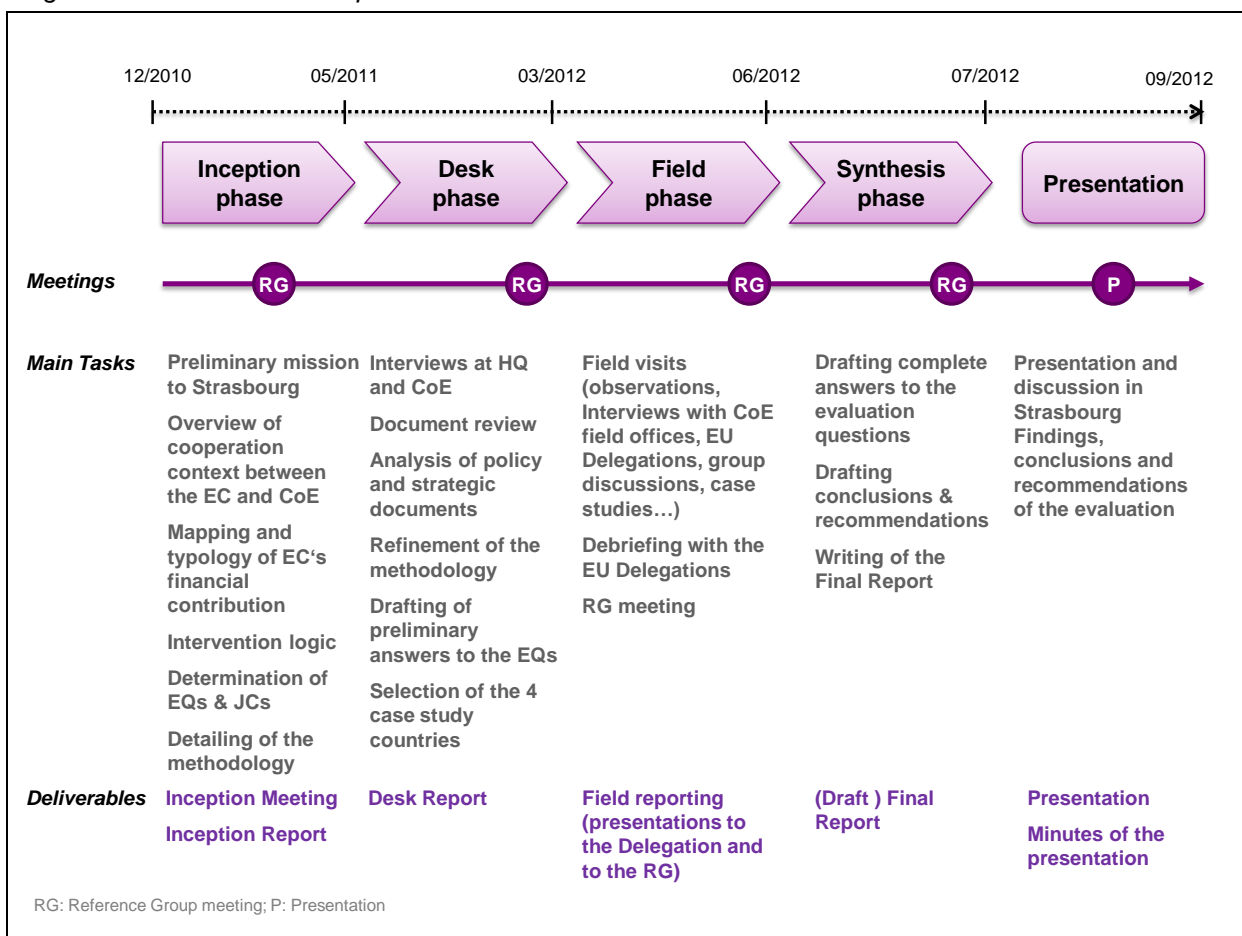 12/2010 05/2011 03/2012 06/2012 07/2012 09/2012
Inception
phase
Desk
phase
Field
phase
Synthesis
phase
Presentation
Meetings
RG RG RG RG P
Main Tasks
Preliminary mission
to Strasbourg
Overview of
cooperation
context between
the EC and CoE
Mapping and
typology of EC‘s
financial
contribution
Intervention logic
Determination of
EQs & JCs
Detailing of the
methodology
Interviews at HQ
and CoE
Document review
Analysis of policy
and strategic
documents
Refinement of the
methodology
Drafting of
preliminary
answers to the EQs
Selection of the 4
case study
countries
Field visits
(observations,
Interviews with CoE
field offices, EU
Delegations, group
discussions, case
studies…)
Debriefing with the
EU Delegations
RG meeting
Drafting complete
answers to the
evaluation
questions
Drafting
conclusions &
recommendations
Writing of the
Final Report
Presentation and
discussion in
Strasbourg
Findings,
conclusions and
recommendations
of the evaluation
Deliverables
Inception Meeting
Inception Report
Desk Report
Field reporting
(presentations to
the Delegation and
to the RG)
(Draft ) Final
Report
Presentation
Minutes of the
presentation
RG: Reference Group meeting; P: Presentation